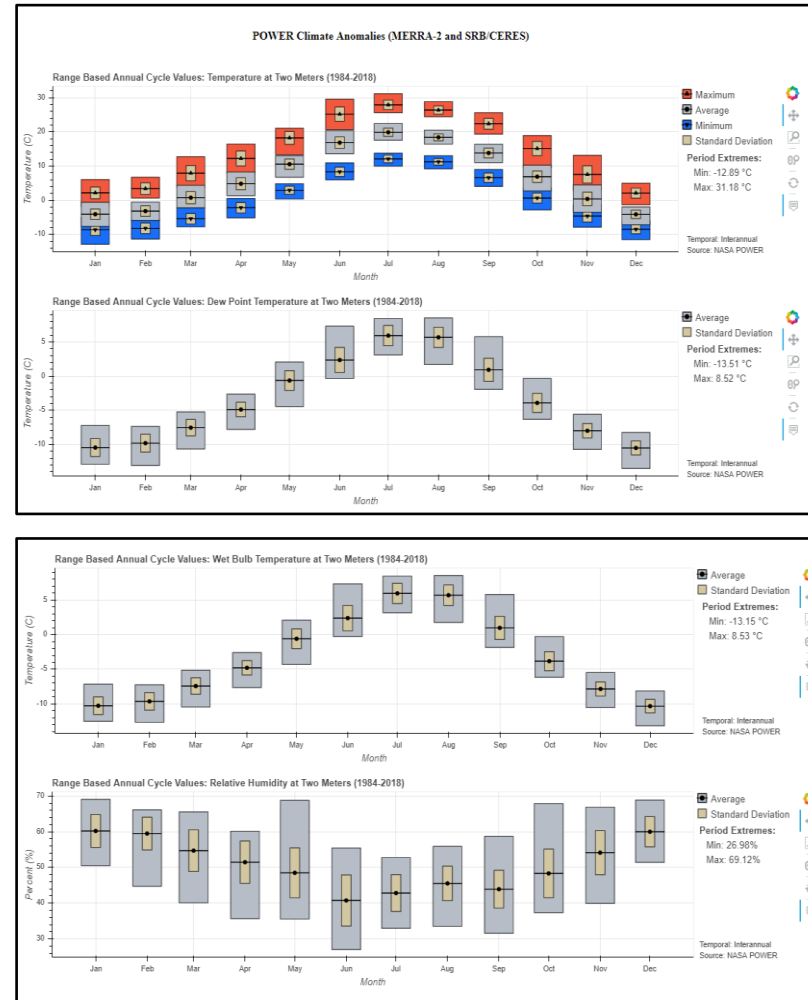 POWER Climate Anomalies (MERRA-2 and SRB/CERES)
Range Based Annual Cycle Values: Temperature at Two Meters (1984-2018)
Temperature (C)
30
20
10
0
-10
Jan Feb Mar Apr May Jun Jul Aug Sep Oct Nov Dec
Month
Maximum
Average
Minimum
Standard Deviation
Period Extremes:
Min: -12.89 °C
Max: 31.18 °C
Temporal: Interannual
Source: NASA POWER
Range Based Annual Cycle Values: Dew Point Temperature at Two Meters (1984-2018)
Temperature (C)
5
0
-5
-10
Jan Feb Mar Apr May Jun Jul Aug Sep Oct Nov Dec
Month
Average
Standard Deviation
Period Extremes:
Min: -13.51 °C
Max: 8.52 °C
Temporal: Interannual
Source: NASA POWER
Range Based Annual Cycle Values: Wet Bulb Temperature at Two Meters (1984-2018)
Temperature (C)
5
0
-5
-10
Jan Feb Mar Apr May Jun Jul Aug Sep Oct Nov Dec
Month
Average
Standard Deviation
Period Extremes:
Min: -13.15 °C
Max: 8.53 °C
Temporal: Interannual
Source: NASA POWER
Range Based Annual Cycle Values: Relative Humidity at Two Meters (1984-2018)
Percent (%)
70
60
50
40
30
Jan Feb Mar Apr May Jun Jul Aug Sep Oct Nov Dec
Month
Average
Standard Deviation
Period Extremes:
Min: 26.98%
Max: 69.12%
Temporal: Interannual
Source: NASA POWER